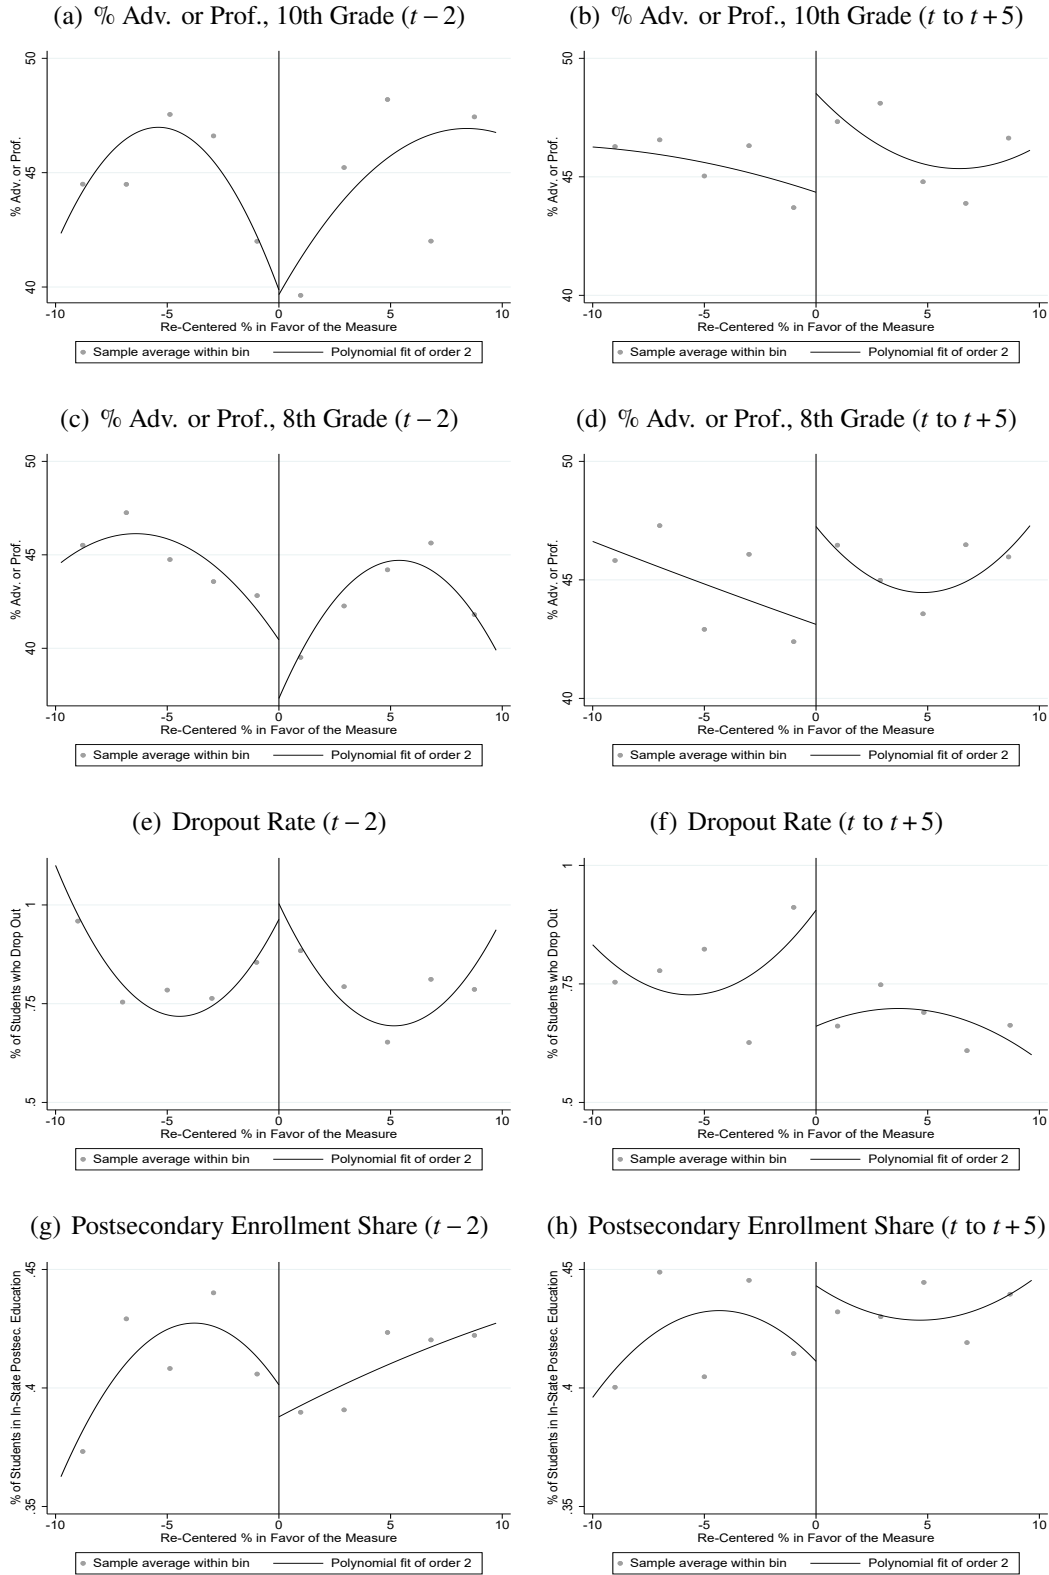 (a) % Adv. or Prof., 10th Grade (t − 2)
50
45
40
% Adv. or Prof.
-10 -5 0 5 10
Re-Centered % in Favor of the Measure
Sample average within bin Polynomial fit of order 2
(b) % Adv. or Prof., 10th Grade (t to t + 5)
50
45
40
% Adv. or Prof.
-10 -5 0 5 10
Re-Centered % in Favor of the Measure
Sample average within bin Polynomial fit of order 2
(c) % Adv. or Prof., 8th Grade (t − 2)
50
45
40
% Adv. or Prof.
-10 -5 0 5 10
Re-Centered % in Favor of the Measure
Sample average within bin Polynomial fit of order 2
(d) % Adv. or Prof., 8th Grade (t to t + 5)
50
45
40
% Adv. or Prof.
-10 -5 0 5 10
Re-Centered % in Favor of the Measure
Sample average within bin Polynomial fit of order 2
(e) Dropout Rate (t − 2)
1
.75
.5
% of Students who Drop Out
-10 -5 0 5 10
Re-Centered % in Favor of the Measure
Sample average within bin Polynomial fit of order 2
(f) Dropout Rate (t to t + 5)
1
.75
.5
% of Students who Drop Out
-10 -5 0 5 10
Re-Centered % in Favor of the Measure
Sample average within bin Polynomial fit of order 2
(g) Postsecondary Enrollment Share (t − 2)
.45
.4
.35
% of Students in In-State Postsec. Education
-10 -5 0 5 10
Re-Centered % in Favor of the Measure
Sample average within bin Polynomial fit of order 2
(h) Postsecondary Enrollment Share (t to t + 5)
.45
.4
.35
% of Students in In-State Postsec. Education
-10 -5 0 5 10
Re-Centered % in Favor of the Measure
Sample average within bin Polynomial fit of order 2